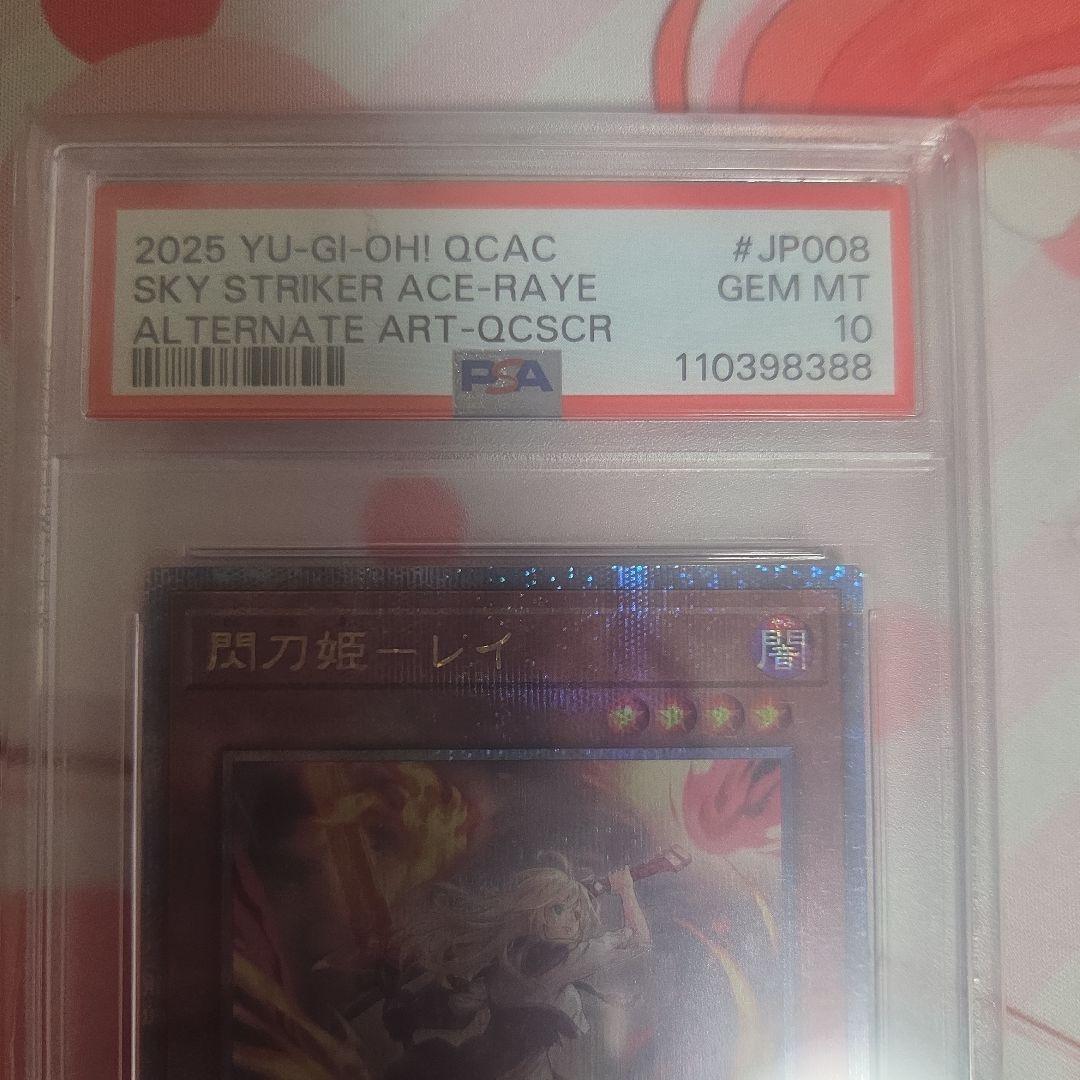 2025 YU-GI-OH! QCAC #JP008
SKY STRIKER ACE-RAYE GEM MT
ALTERNATE ART-QCSCR 10
PSA 110398388
閃刀姫－レイ 闇